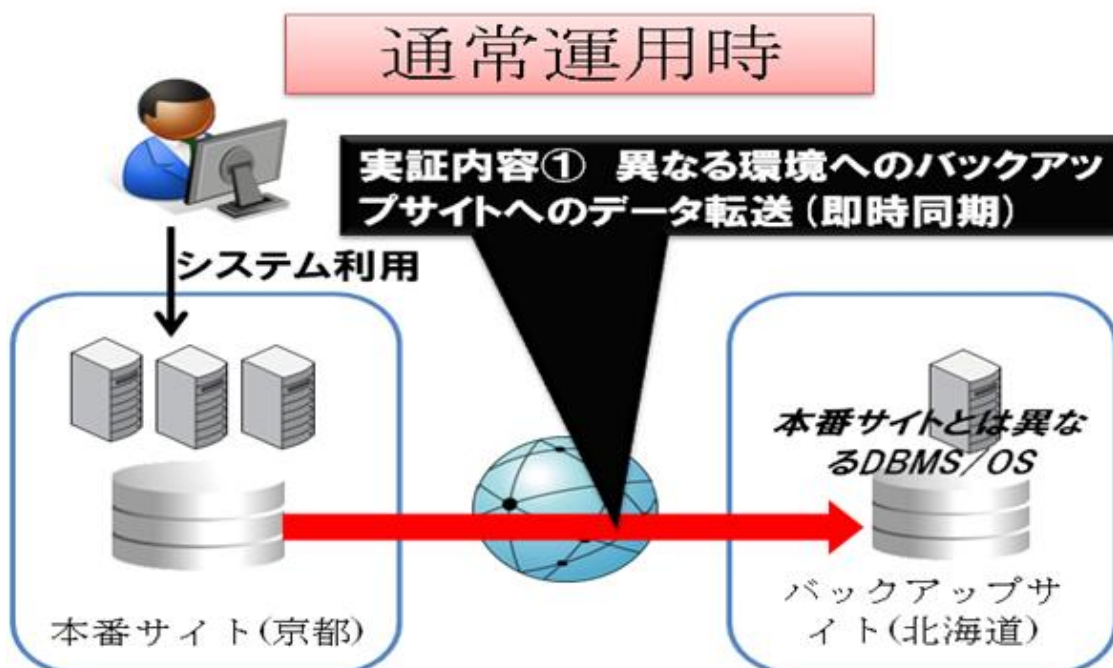 通常運用時
実証内容① 異なる環境へのバックアッ
プサイトへのデータ転送(即時同期)
システム利用
本番サイトとは異な
るDBMS/OS
本番サイト(京都)
バックアップサ
イト(北海道)